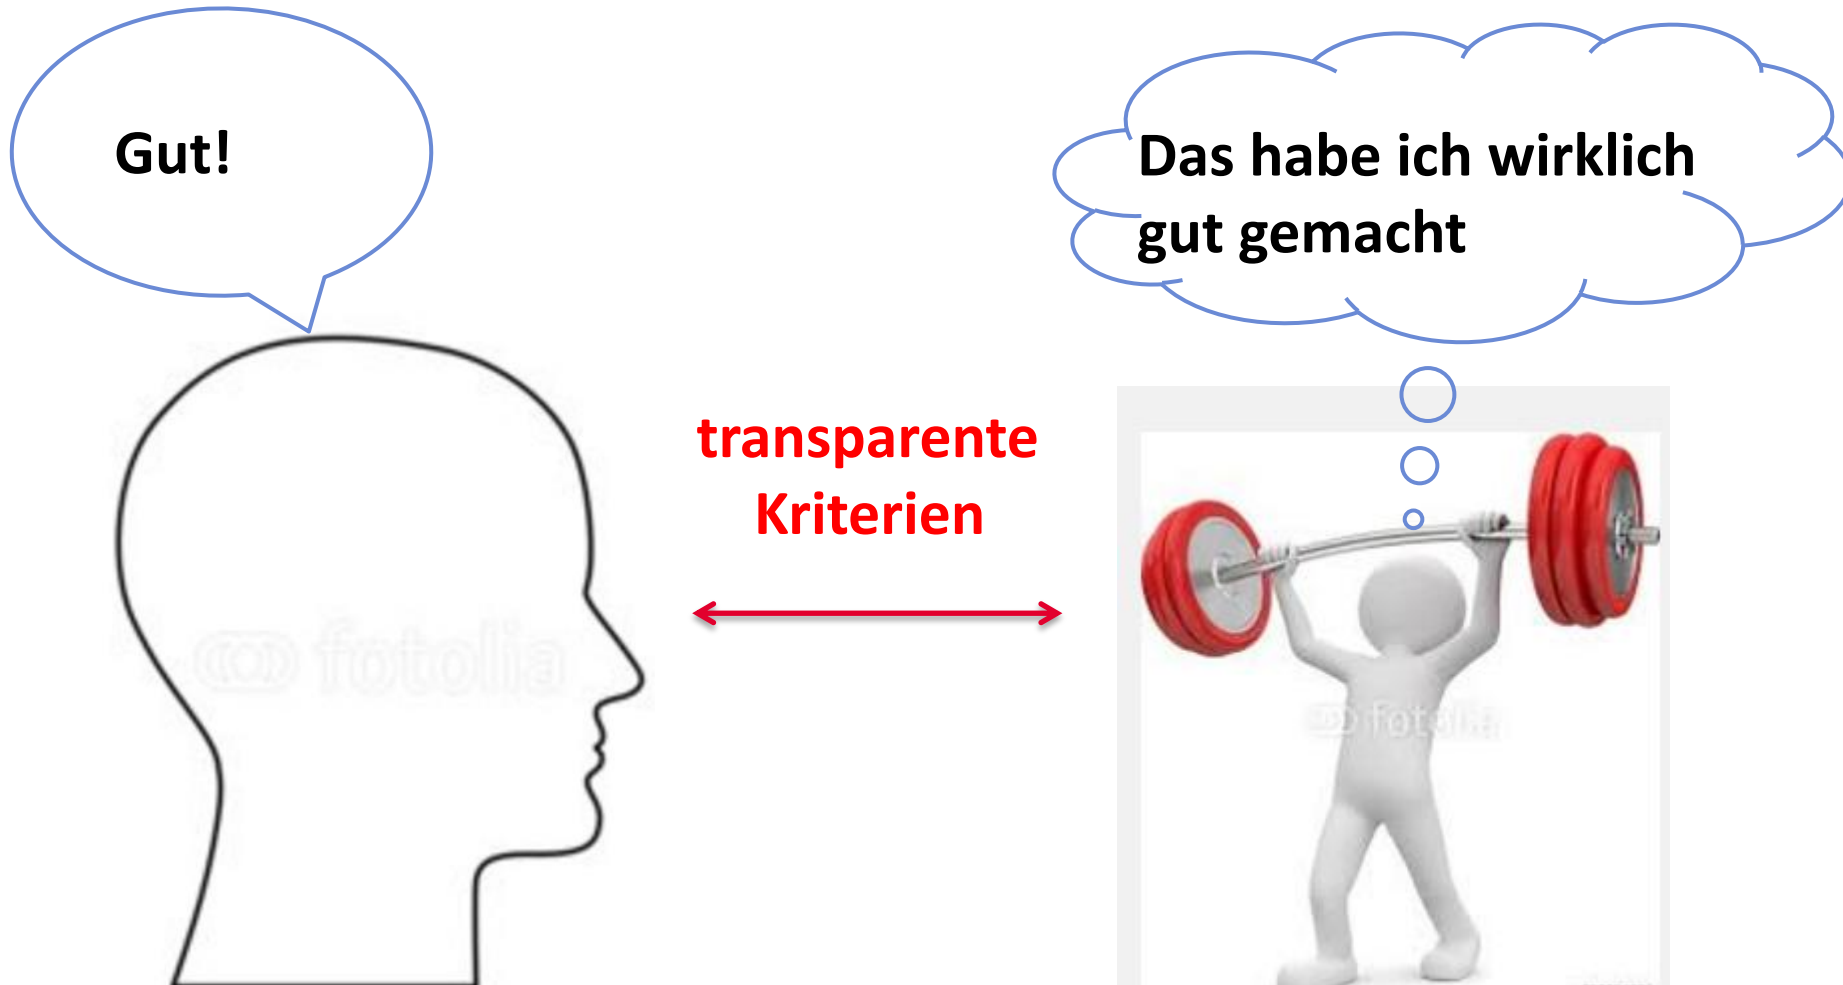 Gut!
Das habe ich wirklich
gut gemacht
transparente
Kriterien
fotolia
fotolia